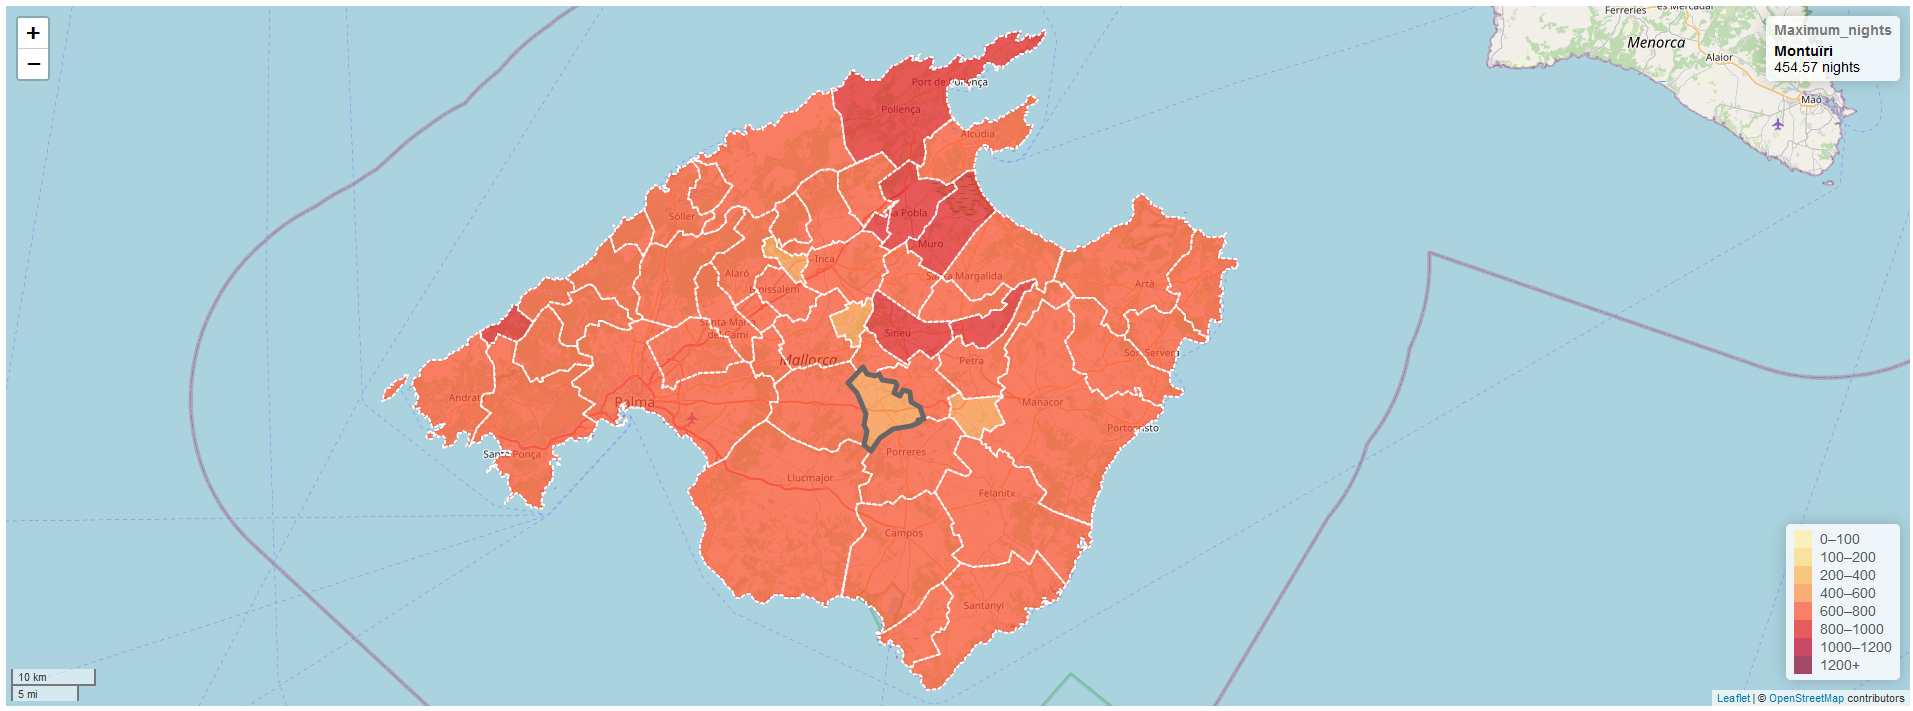 +
−
Ferreries
es Mercadal
Menorca
Alaior
Maó
Maximum_nights
Montuïri
454.57 nights
Port de Pollença
Pollença
Alcúdia
Sóller
sa Pobla
Muro
Inca
Alaró
Binissalem
Santa Margalida
Artà
Santa Maria
del Camí
Sineu
Mallorca
Petra
Son Servera
Andratx
Palma
Manacor
Porto Cristo
Santa Ponça
Porreres
Llucmajor
Felanitx
Campos
Santanyí
0–100
100–200
200–400
400–600
600–800
800–1000
1000–1200
1200+
10 km
5 mi
Leaflet | © OpenStreetMap contributors